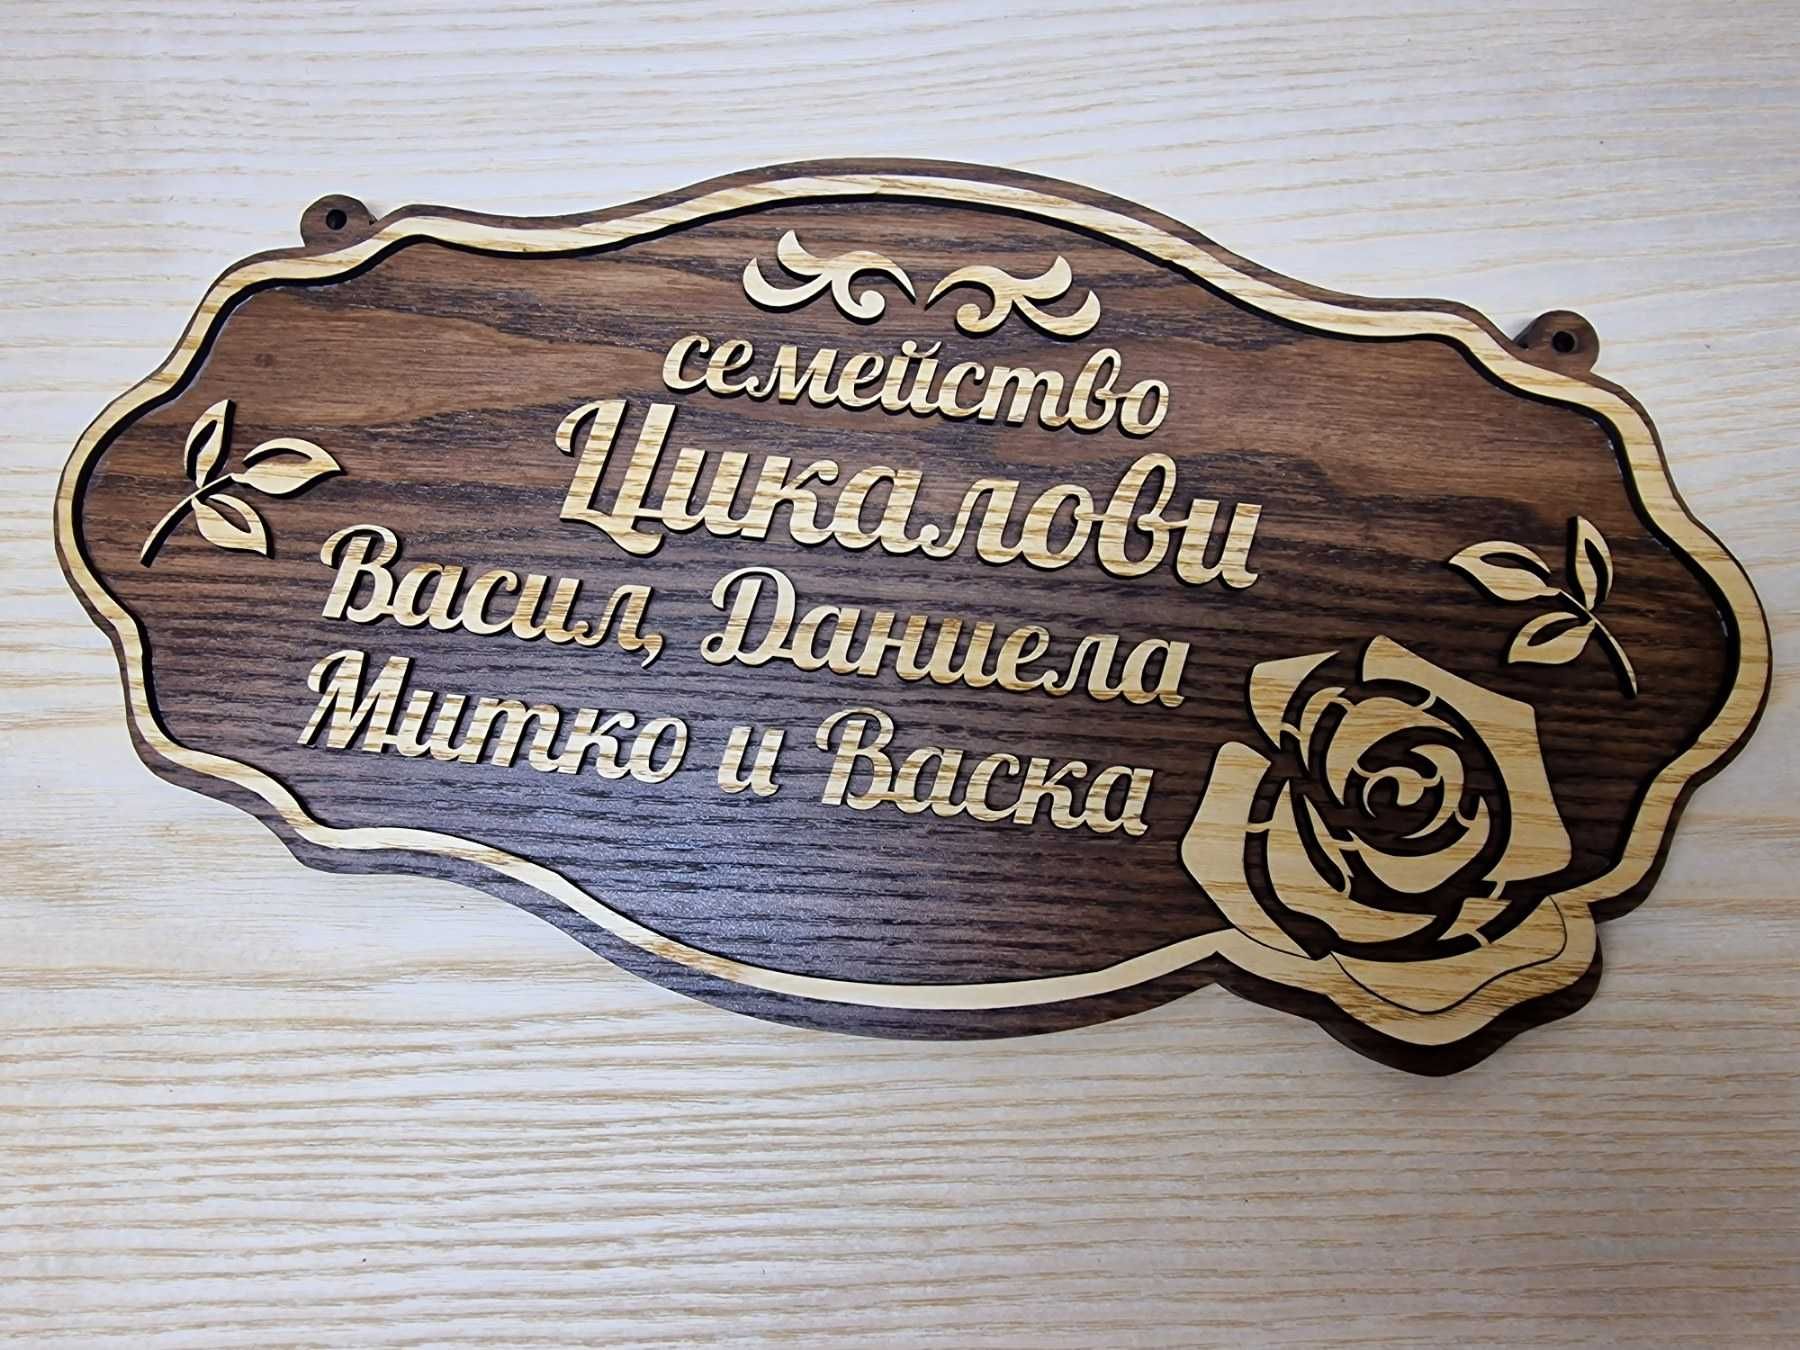 семейство
Цикалови
Васил, Даниела
Митко и Васка